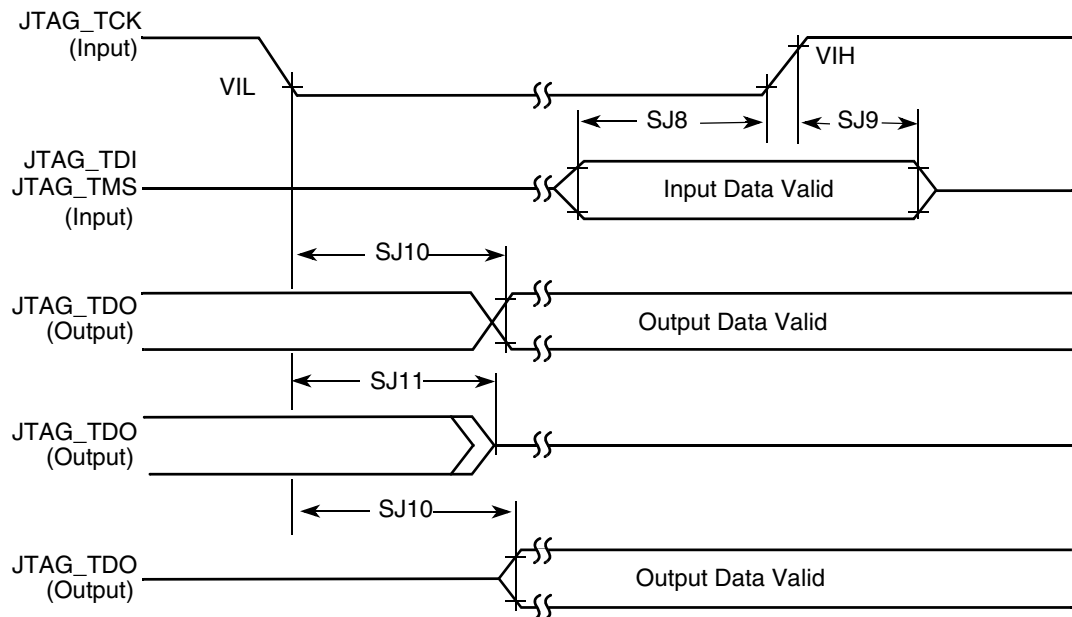 JTAG_TCK
(Input)
VIL
VIH
SJ8
SJ9
JTAG_TDI
JTAG_TMS
(Input)
Input Data Valid
SJ10
JTAG_TDO
(Output)
Output Data Valid
SJ11
JTAG_TDO
(Output)
SJ10
JTAG_TDO
(Output)
Output Data Valid